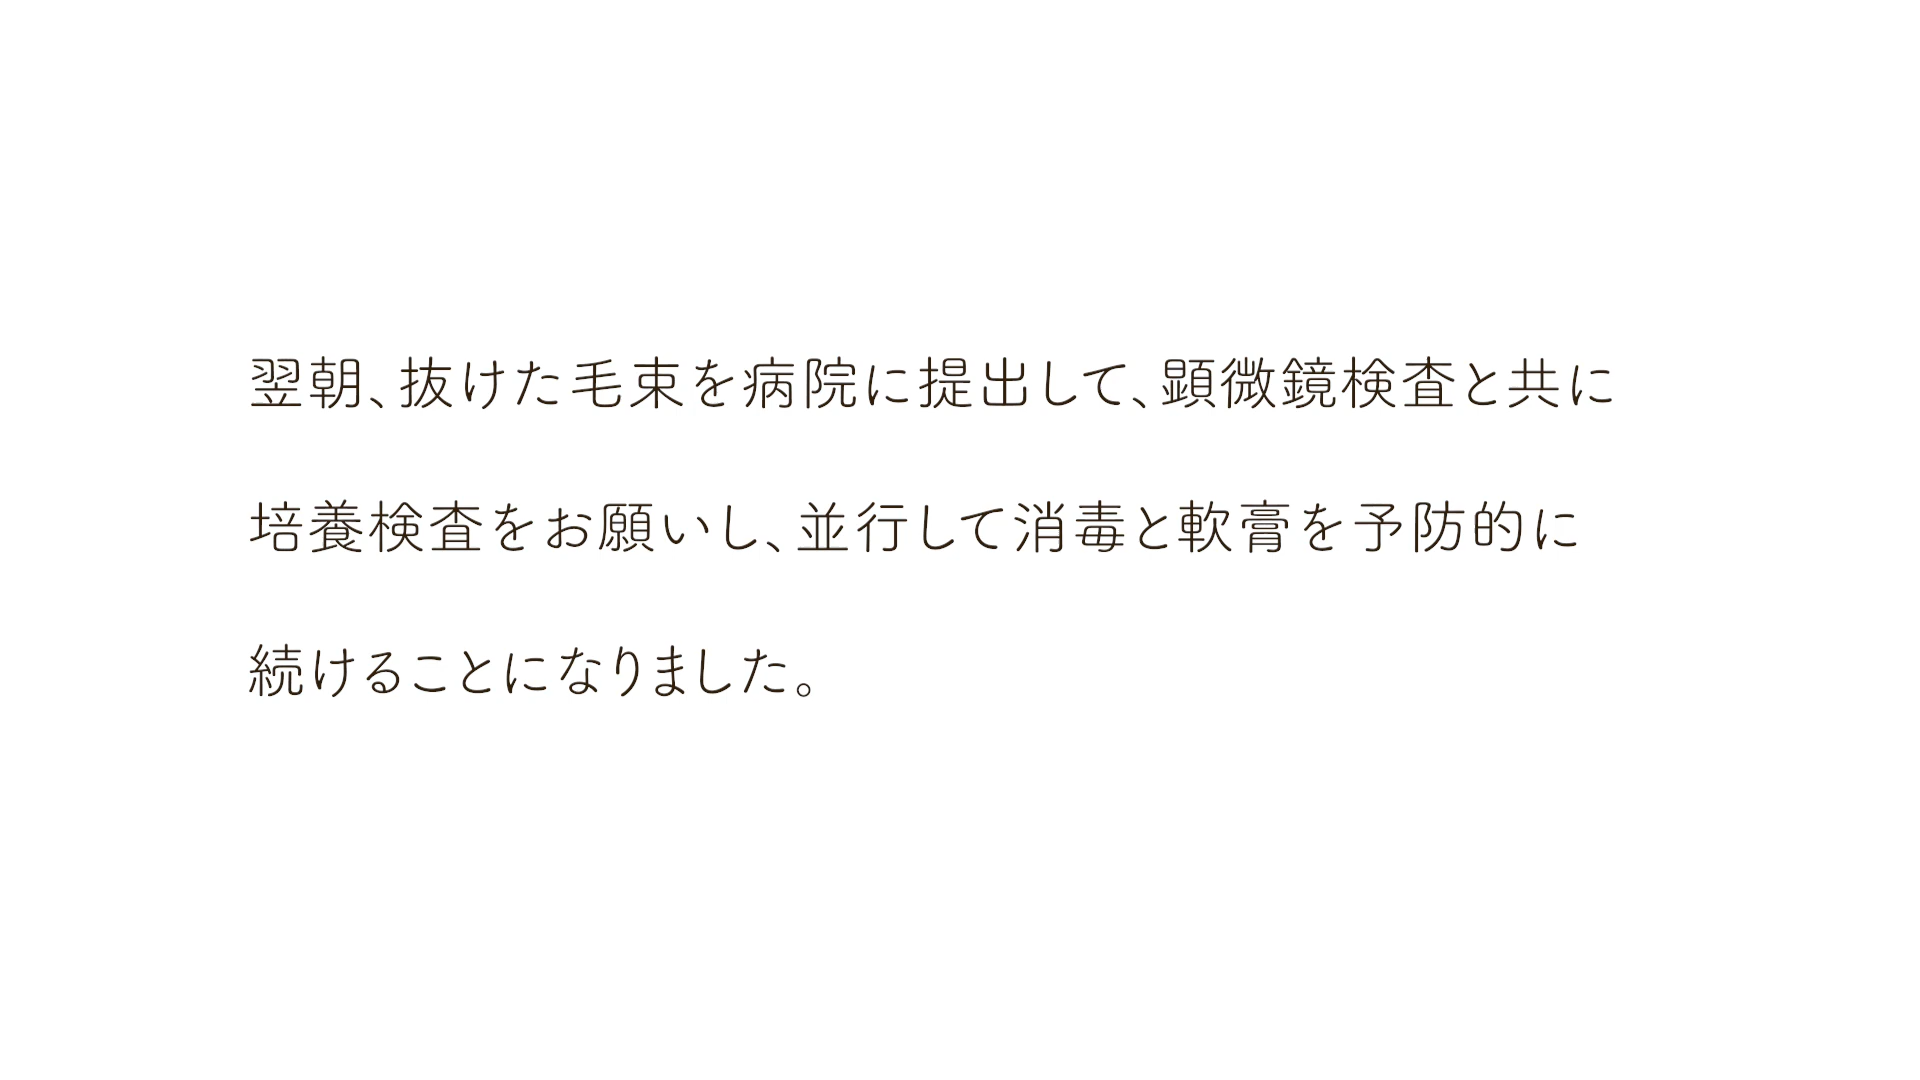 翌朝、抜けた毛束を病院に提出して、顕微鏡検査と共に
培養検査をお願いし、並行して消毒と軟膏を予防的に
続けることになりました。